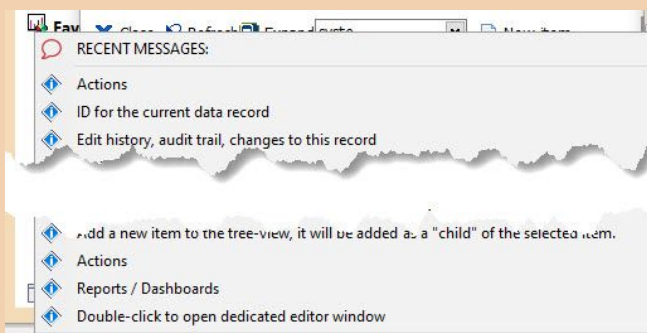 Fav
syste
RECENT MESSAGES:
Actions
ID for the current data record
Edit history, audit trail, changes to this record
Add a new item to the tree-view, it will be added as a "child" of the selected item.
Actions
Reports / Dashboards
Double-click to open dedicated editor window